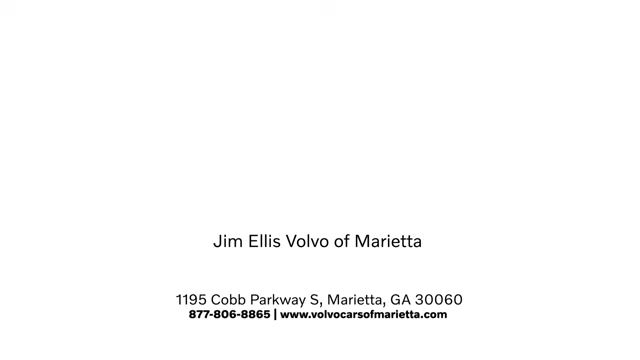 Jim Ellis Volvo of Marietta
1195 Cobb Parkway S, Marietta, GA 30060
877-806-8865 | www.volvocarsofmarietta.com